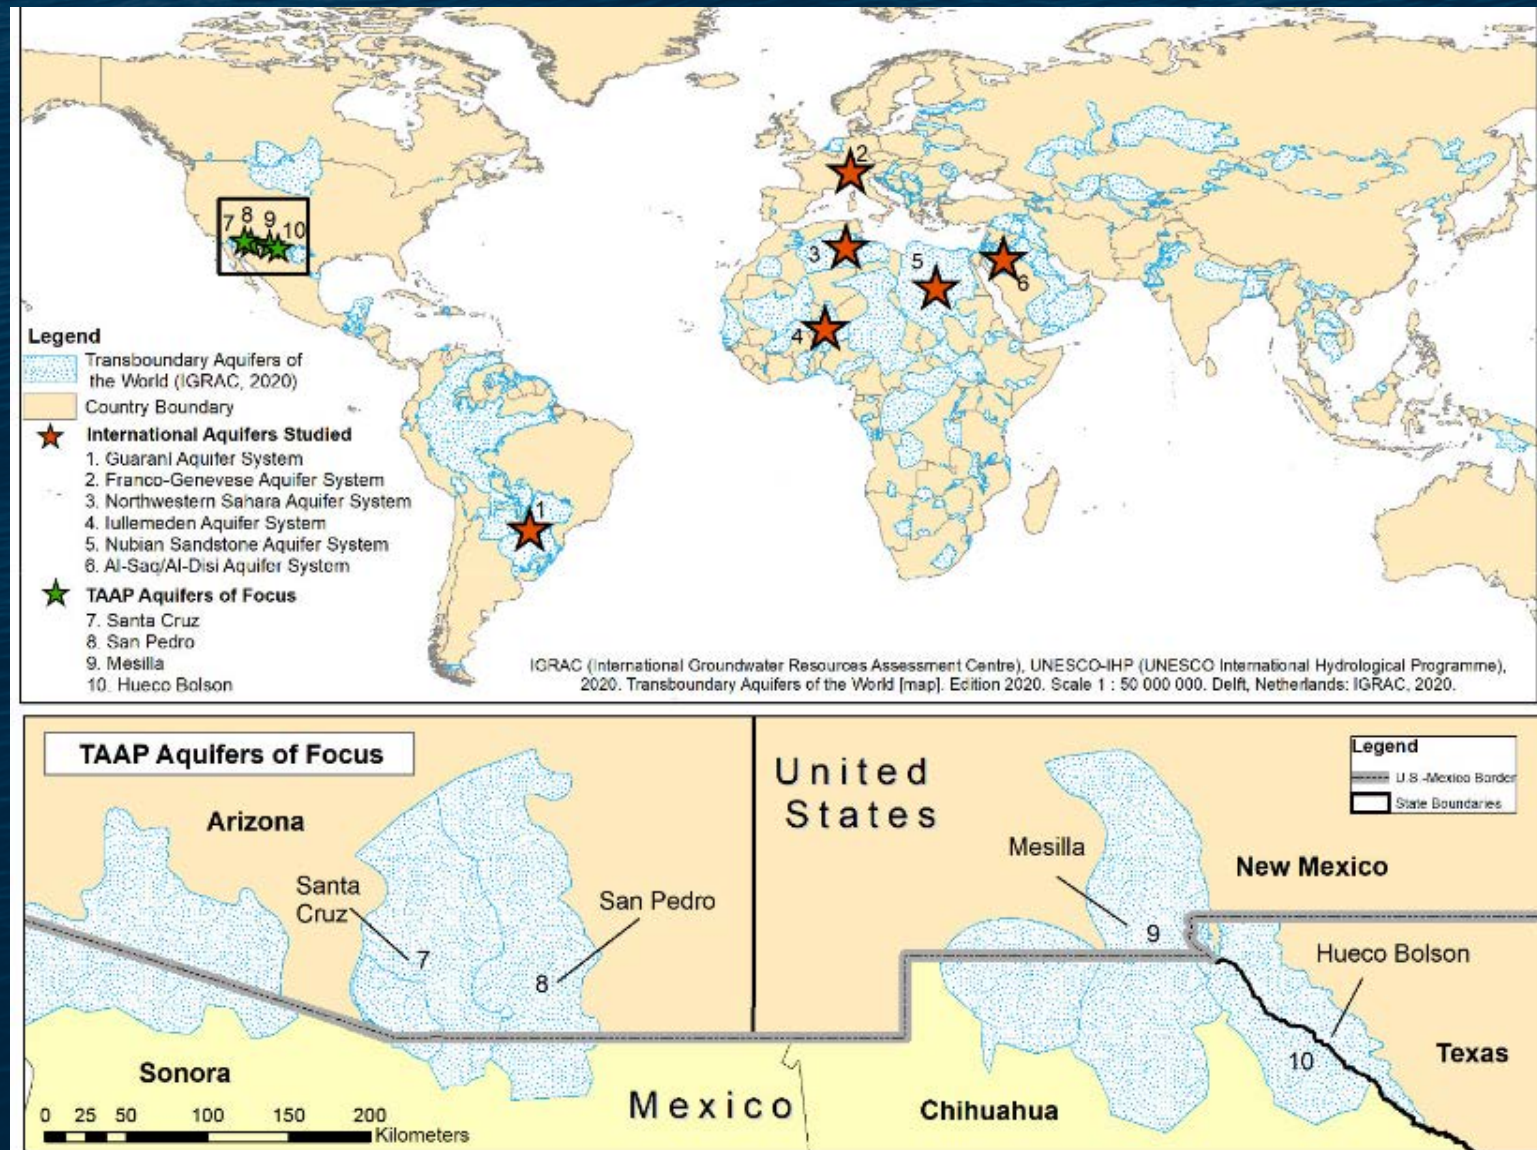 7
8
9
10
2
3
5
6
4
1
Legend
Transboundary Aquifers of
the World (IGRAC, 2020)
Country Boundary
International Aquifers Studied
1. Guarani Aquifer System
2. Franco-Genevese Aquifer System
3. Northwestern Sahara Aquifer System
4. Iullemeden Aquifer System
5. Nubian Sandstone Aquifer System
6. Al-Saq/Al-Disi Aquifer System
TAAP Aquifers of Focus
7. Santa Cruz
8. San Pedro
9. Mesilla
10. Hueco Bolson
IGRAC (International Groundwater Resources Assessment Centre), UNESCO-IHP (UNESCO International Hydrological Programme),
2020. Transboundary Aquifers of the World [map]. Edition 2020. Scale 1 : 50 000 000. Delft, Netherlands: IGRAC, 2020.
TAAP Aquifers of Focus
Arizona
Santa
Cruz
7
San Pedro
8
Sonora
0 25 50 100 150 200
Kilometers
Mexico
United
States
Legend
U.S.-Mexico Border
State Boundaries
Mesilla
New Mexico
9
Hueco Bolson
10
Texas
Chihuahua